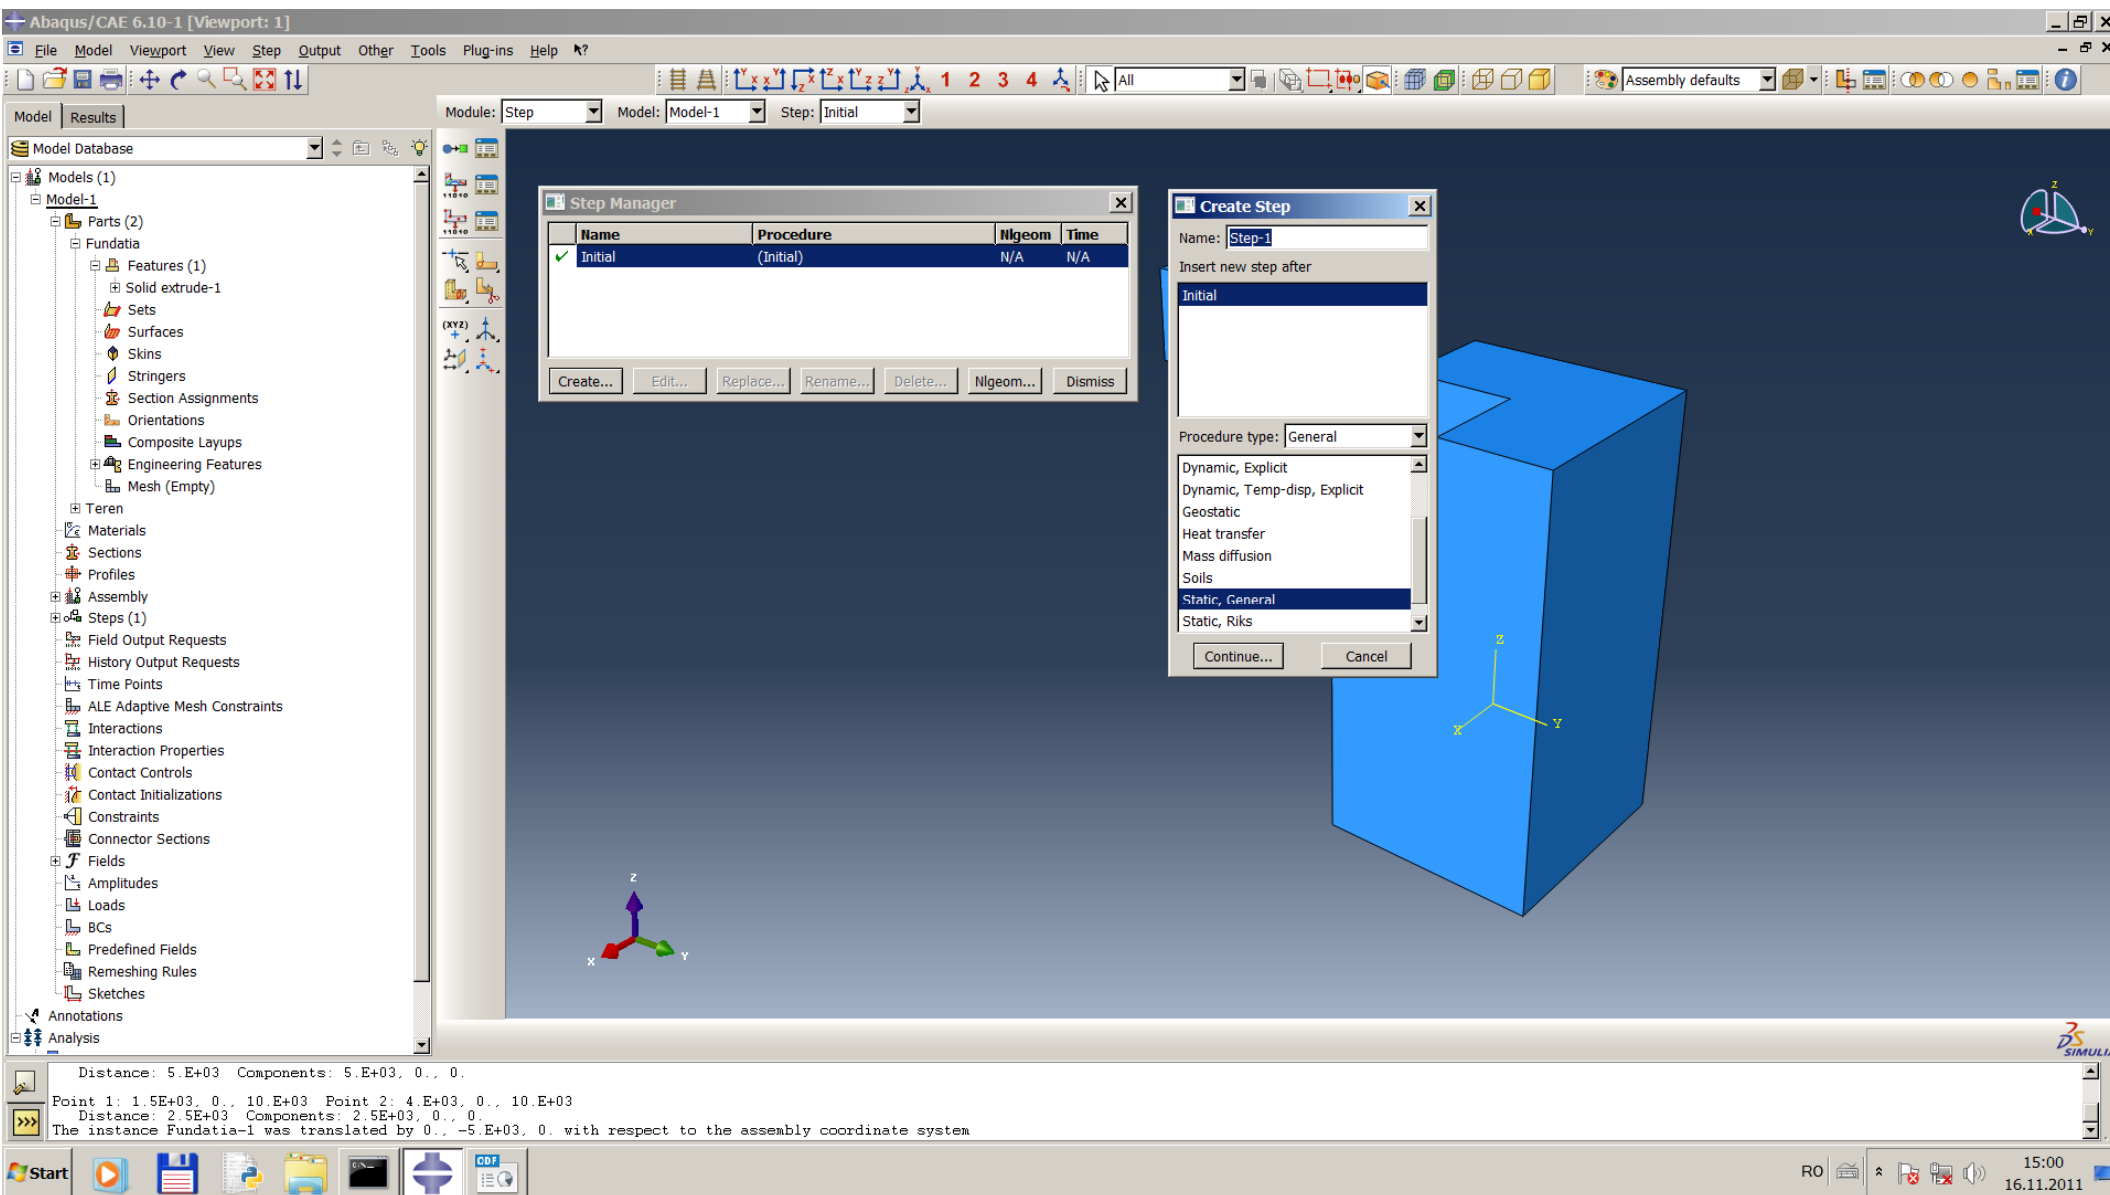 Abaqus/CAE 6.10-1 [Viewport: 1]
File Model Viewport View Step Output Other Tools Plug-ins Help
1 2 3 4 All Assembly defaults
Model Results
Module: Step Model: Model-1 Step: Initial
Model Database
Models (1)
Model-1
Parts (2)
Fundatia
Features (1)
Solid extrude-1
Sets
Surfaces
Skins
Stringers
Section Assignments
Orientations
Composite Layups
Engineering Features
Mesh (Empty)
Teren
Materials
Sections
Profiles
Assembly
Steps (1)
Field Output Requests
History Output Requests
Time Points
ALE Adaptive Mesh Constraints
Interactions
Interaction Properties
Contact Controls
Contact Initializations
Constraints
Connector Sections
Fields
Amplitudes
Loads
BCs
Predefined Fields
Remeshing Rules
Sketches
Annotations
Analysis
Step Manager
Name Procedure Nlgeom Time
Initial (Initial) N/A N/A
Create... Edit... Replace... Rename... Delete... Nlgeom... Dismiss
Create Step
Name: Step-1
Insert new step after
Initial
Procedure type: General
Dynamic, Explicit
Dynamic, Temp-disp, Explicit
Geostatic
Heat transfer
Mass diffusion
Soils
Static, General
Static, Riks
Continue... Cancel
Z
X
Y
Z
X
Y
Z
Y
SIMULI
Distance: 5.E+03 Components: 5.E+03, 0., 0.
Point 1: 1.5E+03, 0., 10.E+03 Point 2: 4.E+03, 0., 10.E+03
Distance: 2.5E+03 Components: 2.5E+03, 0., 0.
The instance Fundatia-1 was translated by 0., -5.E+03, 0. with respect to the assembly coordinate system
Start
ODF
RO
15:00
16.11.2011